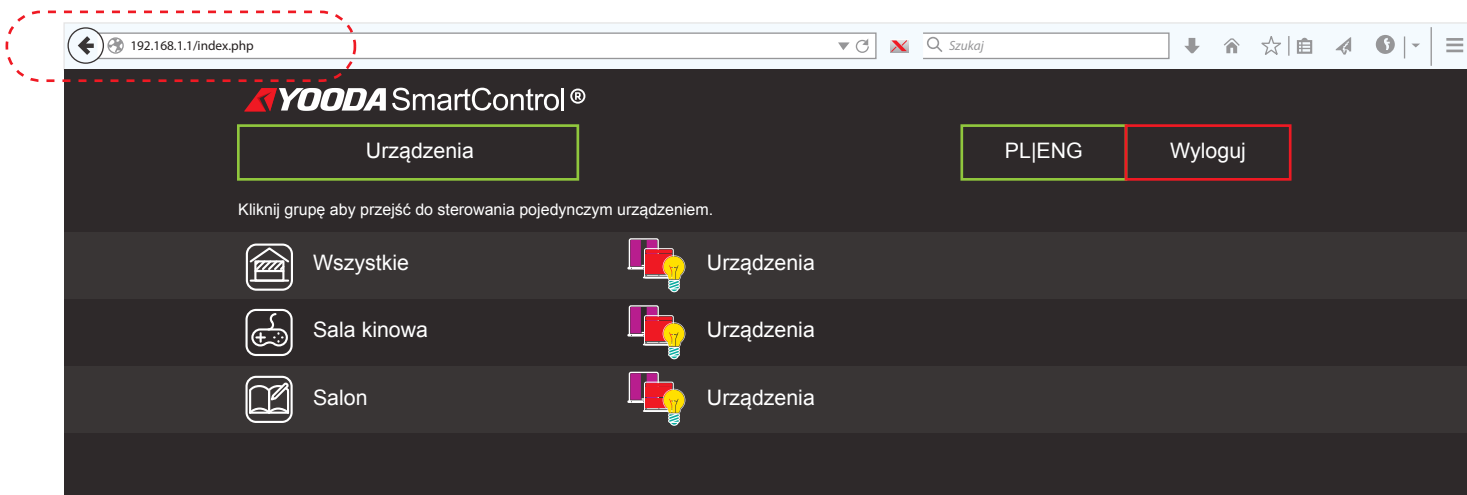 192.168.1.1/index.php
Szukaj
YOODA SmartControl ®
Urządzenia
PL|ENG
Wyloguj
Kliknij grupę aby przejść do sterowania pojedynczym urządzeniem.
Wszystkie Urządzenia
Sala kinowa Urządzenia
Salon Urządzenia